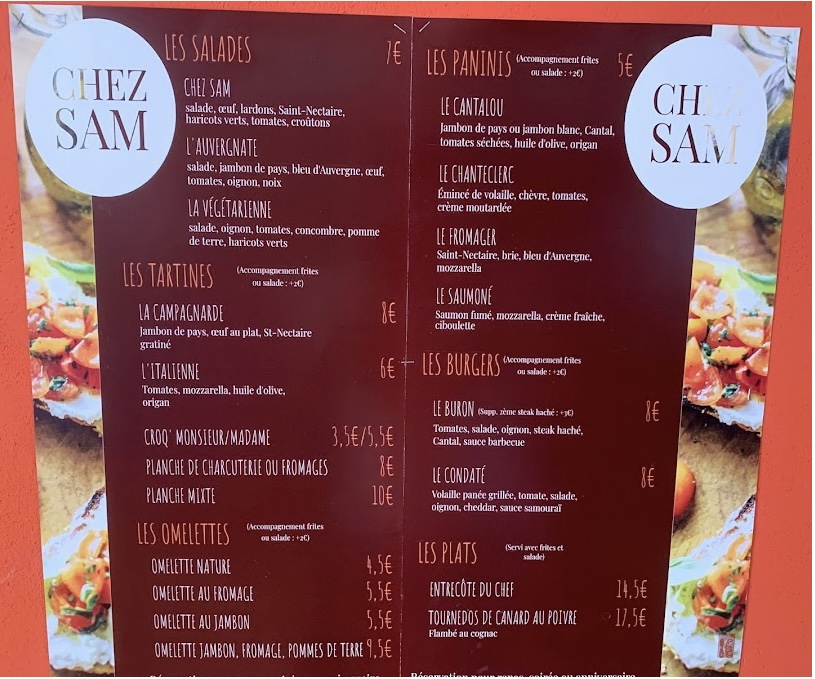 CHEZ
SAM
LES SALADES 7€
CHEZ SAM
salade, œuf, lardons, Saint-Nectaire,
haricots verts, tomates, croûtons
L'AUVERGNATE
salade, jambon de pays, bleu d'Auvergne, œuf,
tomates, oignon, noix
LA VÉGÉTARIENNE
salade, oignon, tomates, concombre, pomme
de terre, haricots verts
LES TARTINES (Accompagnement frites
ou salade : +2€)
LA CAMPAGNARDE 8€
Jambon de pays, œuf au plat, St-Nectaire
gratiné
L'ITALIENNE 6€
Tomates, mozzarella, huile d'olive,
origan
CROQ' MONSIEUR/MADAME 3,5€/5,5€
PLANCHE DE CHARCUTERIE OU FROMAGES 8€
PLANCHE MIXTE 10€
LES OMELETTES (Accompagnement frites
ou salade : +2€)
OMELETTE NATURE 4,5€
OMELETTE AU FROMAGE 5,5€
OMELETTE AU JAMBON 5,5€
OMELETTE JAMBON, FROMAGE, POMMES DE TERRE 9,5€
LES PANINIS (Accompagnement frites
ou salade : +2€) 5€
CHEZ
SAM
LE CANTALOU
Jambon de pays ou jambon blanc, Cantal,
tomates séchées, huile d'olive, origan
LE CHANTECLERC
Émincé de volaille, chèvre, tomates,
crème moutardée
LE FROMAGER
Saint-Nectaire, brie, bleu d'Auvergne,
mozzarella
LE SAUMONÉ
Saumon fumé, mozzarella, crème fraîche,
ciboulette
LES BURGERS (Accompagnement frites
ou salade : +2€)
LE BURON (Supp. 2ème steak haché : +3€) 8€
Tomates, salade, oignon, steak haché,
Cantal, sauce barbecue
LE CONDATÉ 8€
Volaille panée grillée, tomate, salade,
oignon, cheddar, sauce samouraï
LES PLATS (Servi avec frites et
salade)
ENTRECÔTE DU CHEF 14,5€
TOURNEDOS DE CANARD AU POIVRE 17,5€
Flambé au cognac
Réservation pour repas, soirée ou anniversaire